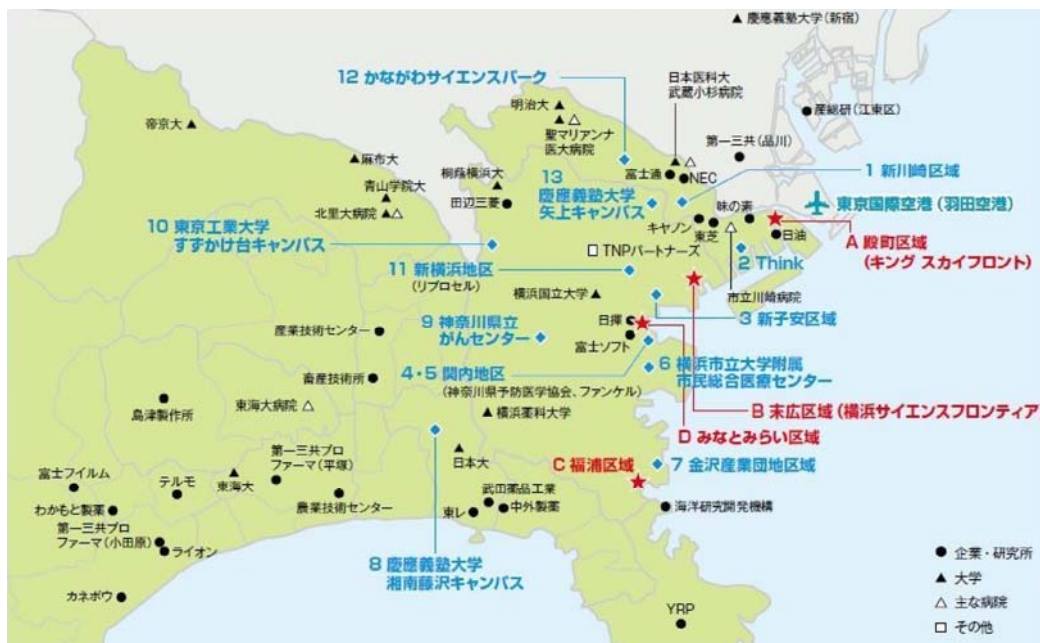 慶應義塾大学(新宿)
12 かながわサイエンスパーク
日本医科大
武蔵小杉病院
明治大
産総研(江東区)
帝京大
聖マリアンナ
医大病院
第一三共(品川)
麻布大
桐蔭横浜大
富士通
NEC
1 新川崎区域
青山学院大
13
慶應義塾大学
矢上キャンパス
田辺三菱
味の素
東京国際空港(羽田空港)
北里大病院
キヤノン
東芝
日油
10 東京工業大学
すずかけ台キャンパス
A 殿町区域
(キング スカイフロント)
TNPパートナーズ
2 Think
11 新横浜地区
(リプロセル)
横浜国立大学
市立川崎病院
3 新子安区域
産業技術センター
9 神奈川県立
がんセンター
日揮
富士ソフト
4・5 関内地区
(神奈川県予防医学協会、ファンケル)
6 横浜市立大学附属
市民総合医療センター
畜産技術所
島津製作所
東海大病院
横浜薬科大学
B 末広区域(横浜サイエンスフロンティア
D みなとみらい区域
日本大
C 福浦区域
7 金沢産業団地区域
第一三共プロ
ファーマ(平塚)
富士フイルム
テルモ
東海大
武田薬品工業
わかもと製薬
農業技術センター
東レ
中外製薬
海洋研究開発機構
第一三共プロ
ファーマ(小田原)
ライオン
8 慶應義塾大学
湘南藤沢キャンパス
カネボウ
YRP
企業・研究所
大学
主な病院
その他